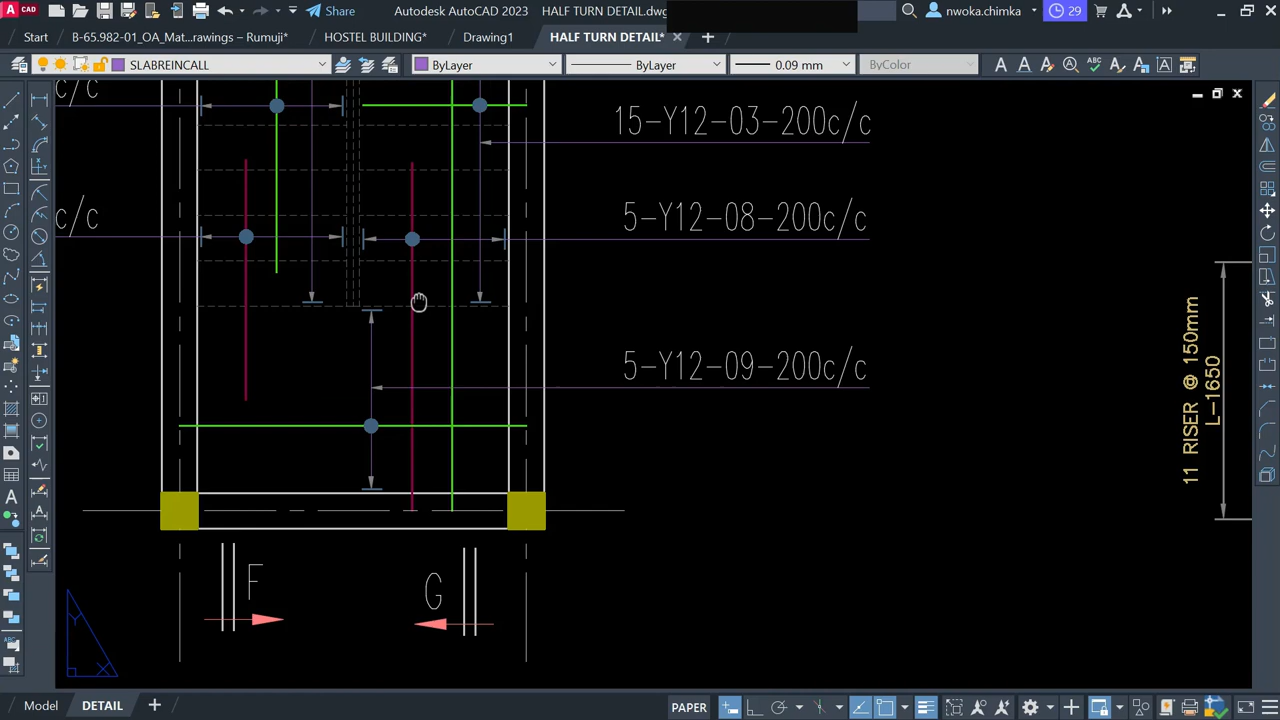 CAD
Share
Autodesk AutoCAD 2023
HALF TURN DETAIL.dwg
nwoka.chimka
29
Start
B-65.982-01_OA_Mat...rawings – Rumuji*
HOSTEL BUILDING*
Drawing1
HALF TURN DETAIL*
SLABREINCALL
ByLayer
ByLayer
0.09 mm
ByColor
c/c
15-Y12-03-200c/c
c/c
5-Y12-08-200c/c
5-Y12-09-200c/c
11 RISER @ 150mm
L-1650
F
G
Y
X
Model
DETAIL
PAPER